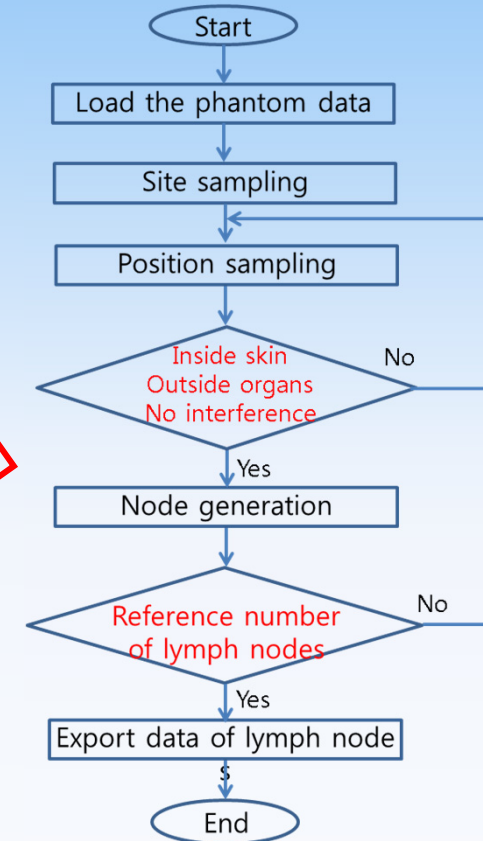 Start
Load the phantom data
Site sampling
Position sampling
Inside skin
Outside organs
No interference
No
Yes
Node generation
Reference number
of lymph nodes
No
Yes
Export data of lymph node
s
End